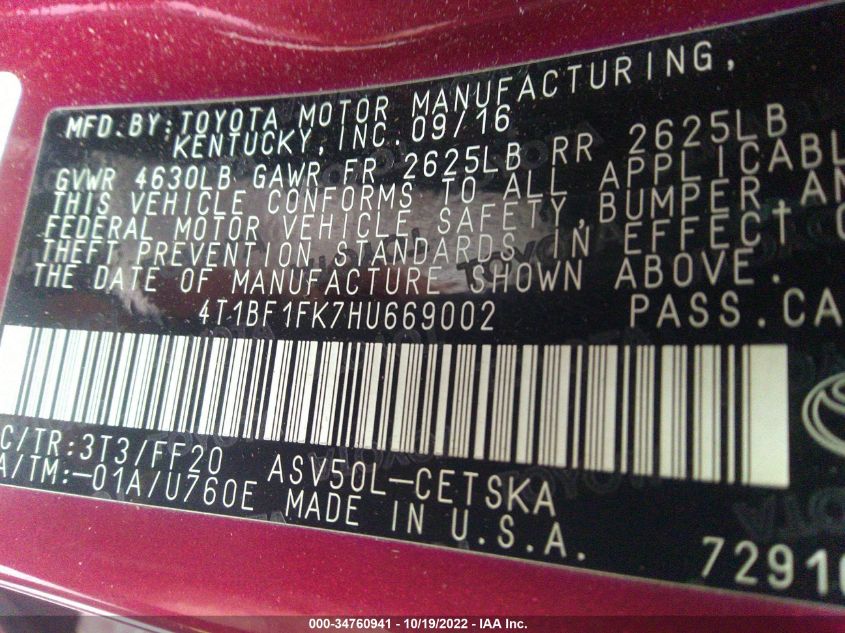 MFD.BY:TOYOTA MOTOR MANUFACTURING,
KENTUCKY,INC. 09/16
GVWR 4630LB GAWR FR 2625LB RR 2625LB
THIS VEHICLE CONFORMS TO ALL APPLICABL
FEDERAL MOTOR VEHICLE SAFETY,BUMPER,AN
THEFT PREVENTION STANDARDS IN EFFECT O
THE DATE OF MANUFACTURE SHOWN ABOVE.
4T1BF1FK7HU669002 PASS.CA
C/TR:3T3/FF20 ASV50L-CETSKA
A/TM:-01A/U760E MADE IN U.S.A.
72910
000-34760941 - 10/19/2022 - IAA Inc.